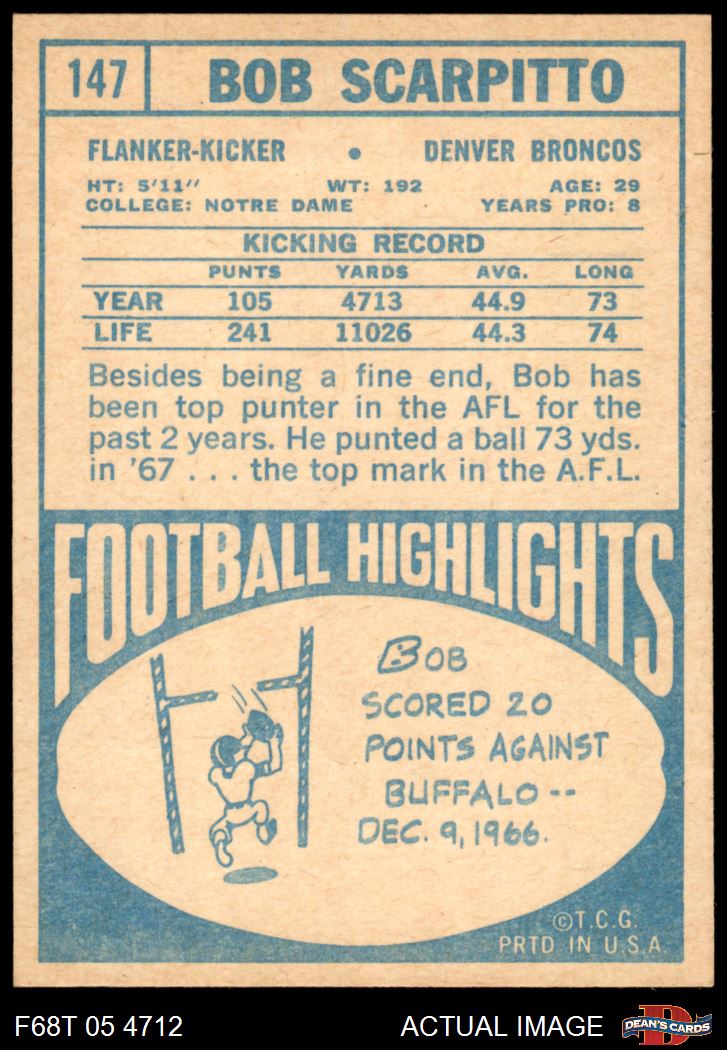 147 BOB SCARPITTO
FLANKER-KICKER • DENVER BRONCOS
HT: 5'11" WT: 192 AGE: 29
COLLEGE: NOTRE DAME YEARS PRO: 8
KICKING RECORD
PUNTS YARDS AVG. LONG
YEAR 105 4713 44.9 73
LIFE 241 11026 44.3 74
Besides being a fine end, Bob has
been top punter in the AFL for the
past 2 years. He punted a ball 73 yds.
in '67 . . . the top mark in the A.F.L.
FOOTBALL HIGHLIGHTS
BOB
SCORED 20
POINTS AGAINST
BUFFALO --
DEC. 9, 1966.
©T.C.G.
PRTD IN U.S.A.
F68T 05 4712 ACTUAL IMAGE D DEAN'S CARDS